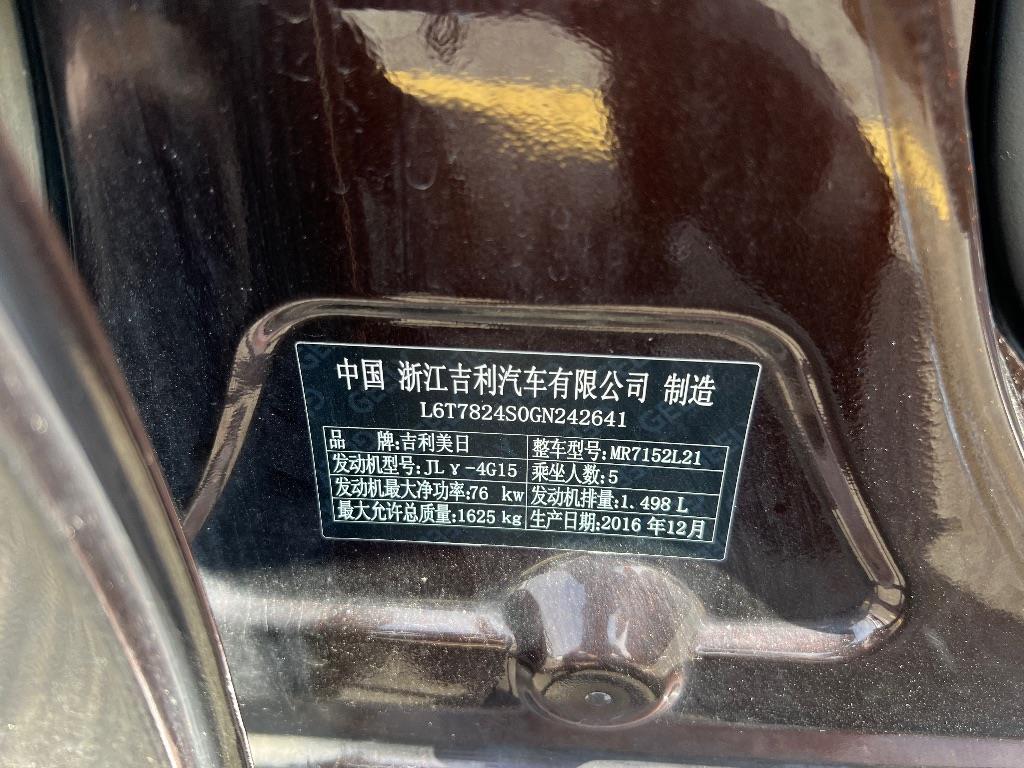 中国 浙江吉利汽车有限公司 制造
L6T7824S0GN242641
品 牌:吉利美日 整车型号:MR7152L21
发动机型号:JLγ-4G15 乘坐人数:5
发动机最大净功率:76 kw 发动机排量:1.498 L
最大允许总质量:1625 kg 生产日期:2016 年12月